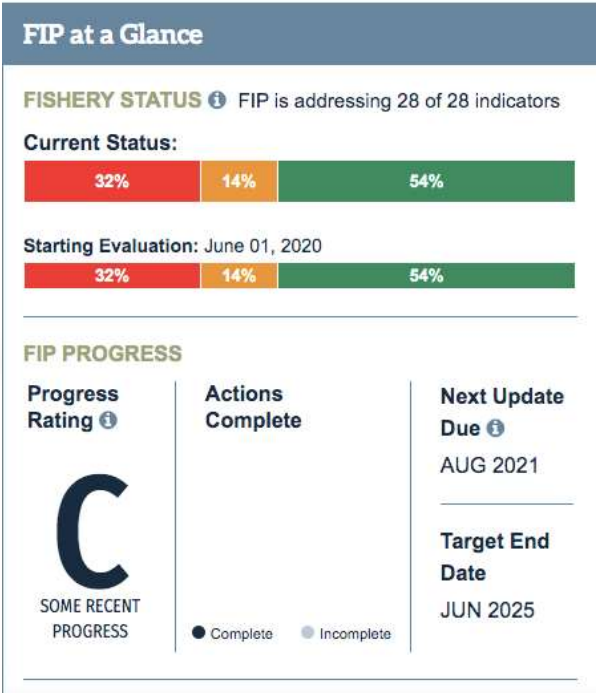 FIP at a Glance
FISHERY STATUS FIP is addressing 28 of 28 indicators
Current Status:
32% 14% 54%
Starting Evaluation: June 01, 2020
32% 14% 54%
FIP PROGRESS
Progress
Rating
C
SOME RECENT
PROGRESS
Actions
Complete
Complete Incomplete
Next Update
Due
AUG 2021
Target End
Date
JUN 2025